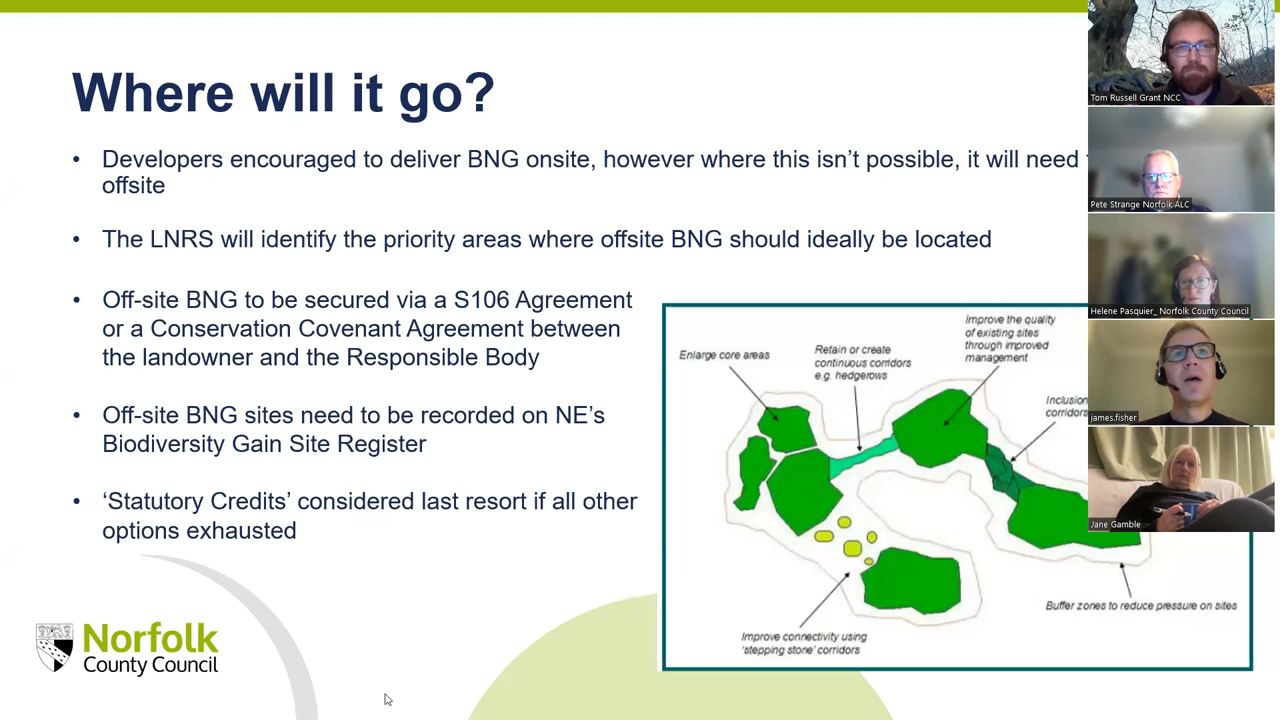 Where will it go?
• Developers encouraged to deliver BNG onsite, however where this isn't possible, it will need
offsite
• The LNRS will identify the priority areas where offsite BNG should ideally be located
• Off-site BNG to be secured via a S106 Agreement
or a Conservation Covenant Agreement between
the landowner and the Responsible Body
• Off-site BNG sites need to be recorded on NE's
Biodiversity Gain Site Register
• ‘Statutory Credits’ considered last resort if all other
options exhausted
Enlarge core areas
Retain or create
continuous corridors
e.g. hedgerows
Improve the quality
of existing sites
through improved
management
Inclusion
corridors
Buffer zones to reduce pressure on sites
Improve connectivity using
'stepping stone' corridors
Norfolk
County Council
Tom Russell Grant NCC
Pete Strange Norfolk ALC
Helene Pasquier_ Norfolk County Council
james.fisher
Jane Gamble